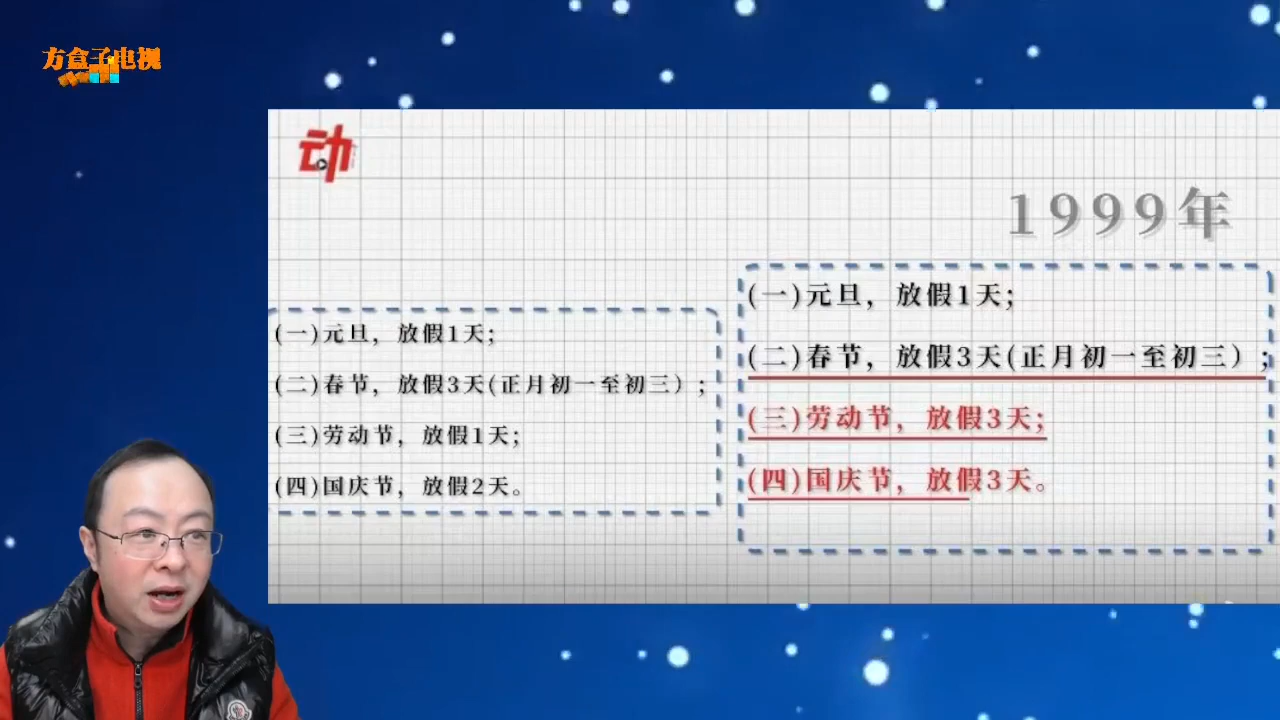 方盒子电视
动
1999年
(一)元旦，放假1天;
(二)春节，放假3天(正月初一至初三）;
(三)劳动节，放假1天;
(四)国庆节，放假2天。
(一)元旦，放假1天;
(二)春节，放假3天(正月初一至初三）;
(三)劳动节，放假3天;
(四)国庆节，放假3天。